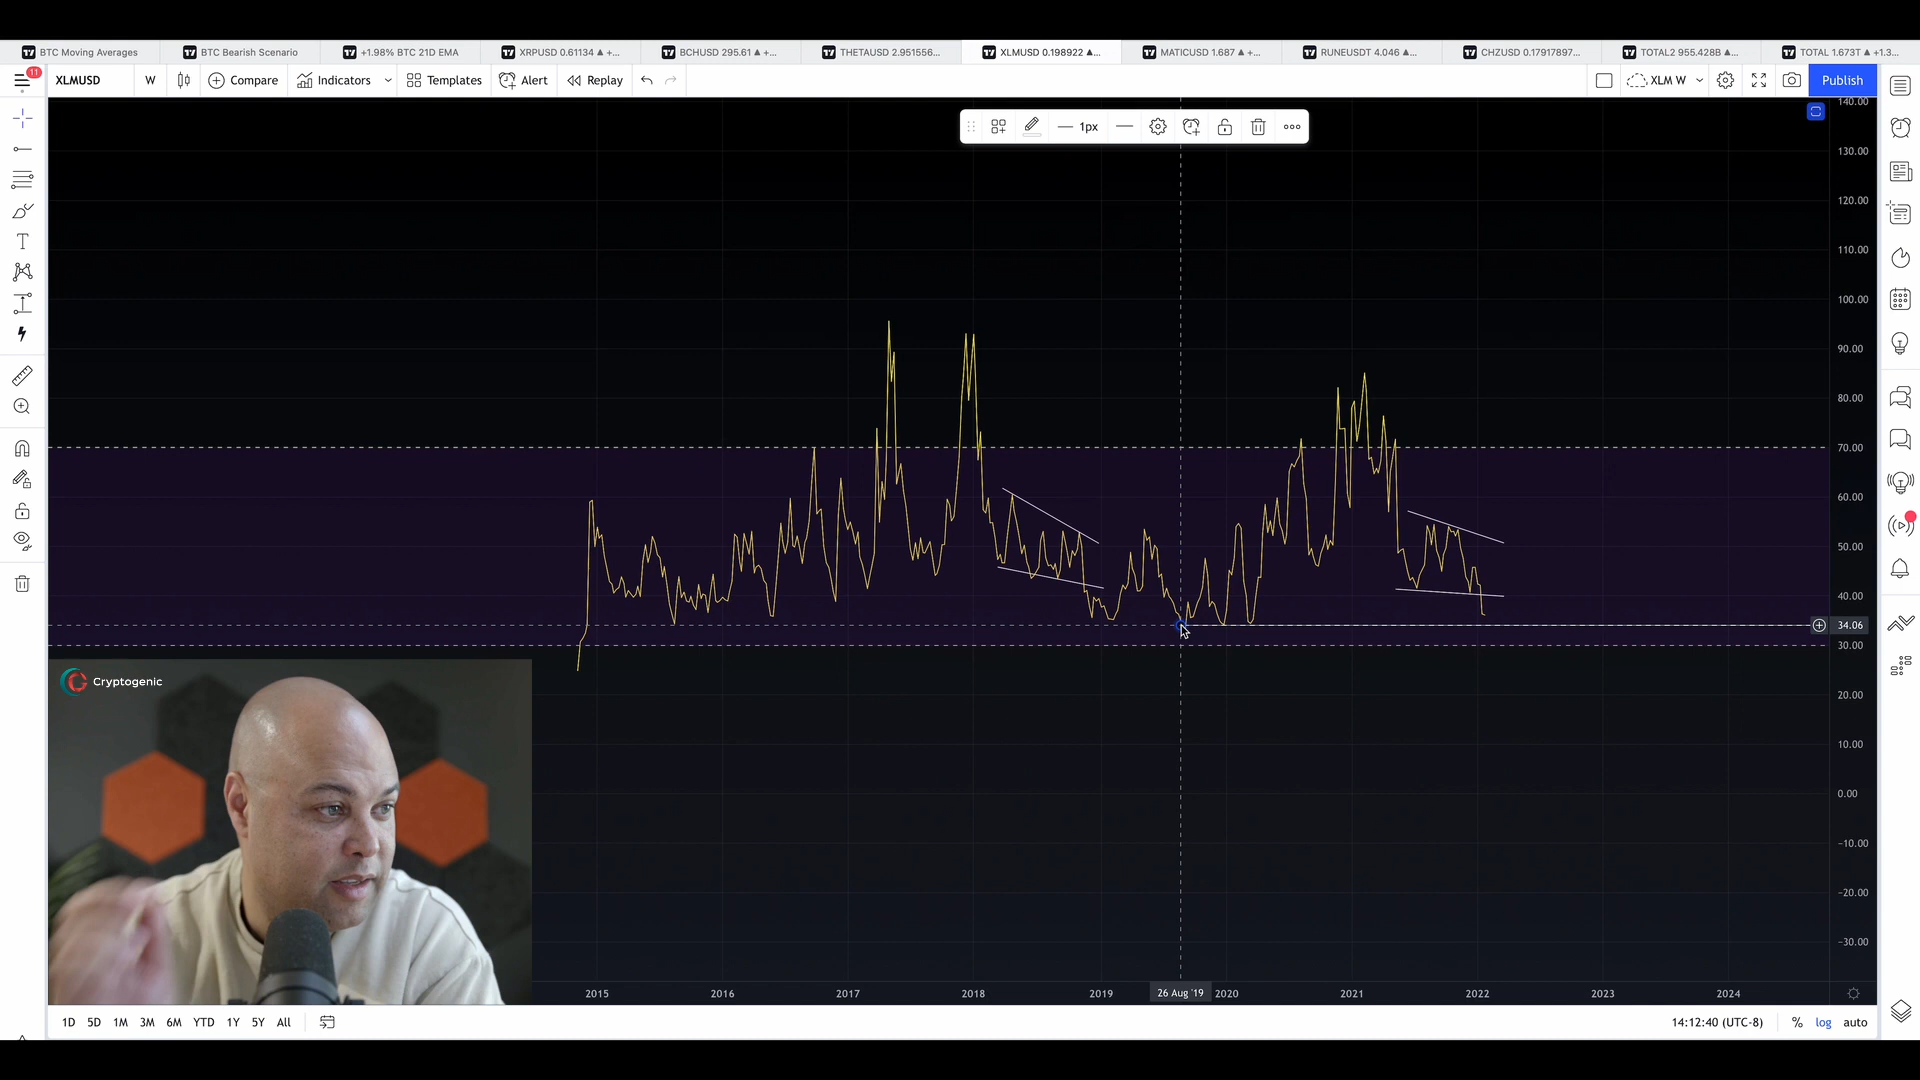 BTC Moving Averages
BTC Bearish Scenario
+1.98% BTC 21D EMA
XRPUSD 0.61134 ▲ +...
BCHUSD 295.61 ▲ +...
THETAUSD 2.951556...
XLMUSD 0.198922 ▲...
MATICUSD 1.687 ▲ +...
RUNEUSDT 4.046 ▲...
CHZUSD 0.17917897...
TOTAL2 955.428B ▲...
TOTAL 1.673T ▲ +1.3...
11
XLMUSD
W
Compare
Indicators
Templates
Alert
Replay
XLM W
Publish
1px
140.00
130.00
120.00
110.00
100.00
90.00
80.00
70.00
60.00
50.00
40.00
34.06
30.00
20.00
10.00
0.00
−10.00
−20.00
−30.00
Cryptogenic
2015
2016
2017
2018
2019
26 Aug '19
2020
2021
2022
2023
2024
1D 5D 1M 3M 6M YTD 1Y 5Y All
14:12:40 (UTC-8)
% log auto